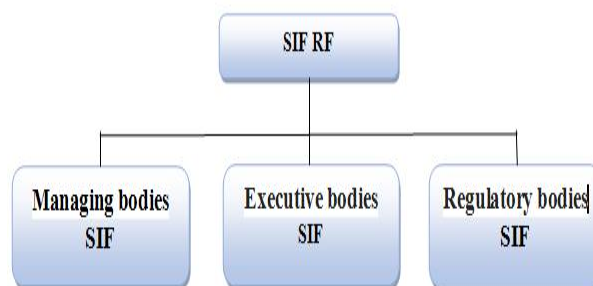 SIF RF
Managing bodies
SIF
Executive bodies
SIF
Regulatory bodies
SIF